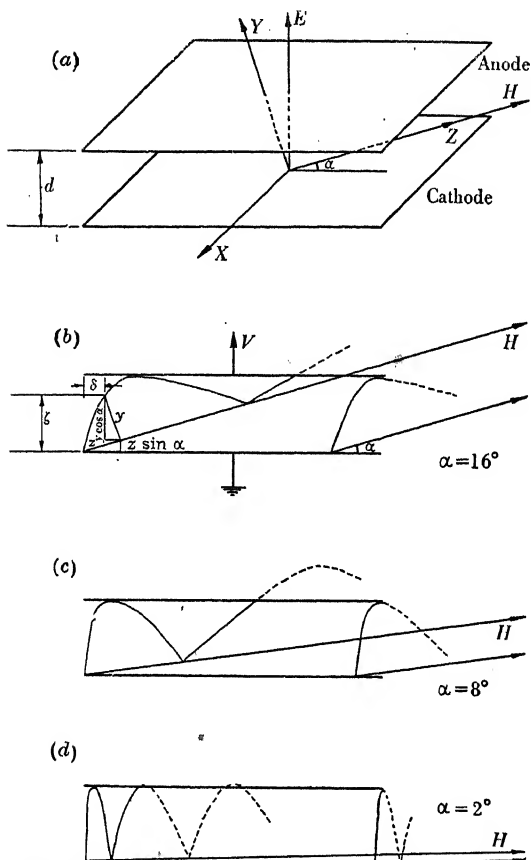 (a)
Y
E
Anode
H
Z
α
d
Cathode
X
(b)
V
H
δ
ζ
y
y cos α
z
z sin α
α
α=16°
(c)
H
α=8°
(d)
α=2°
H